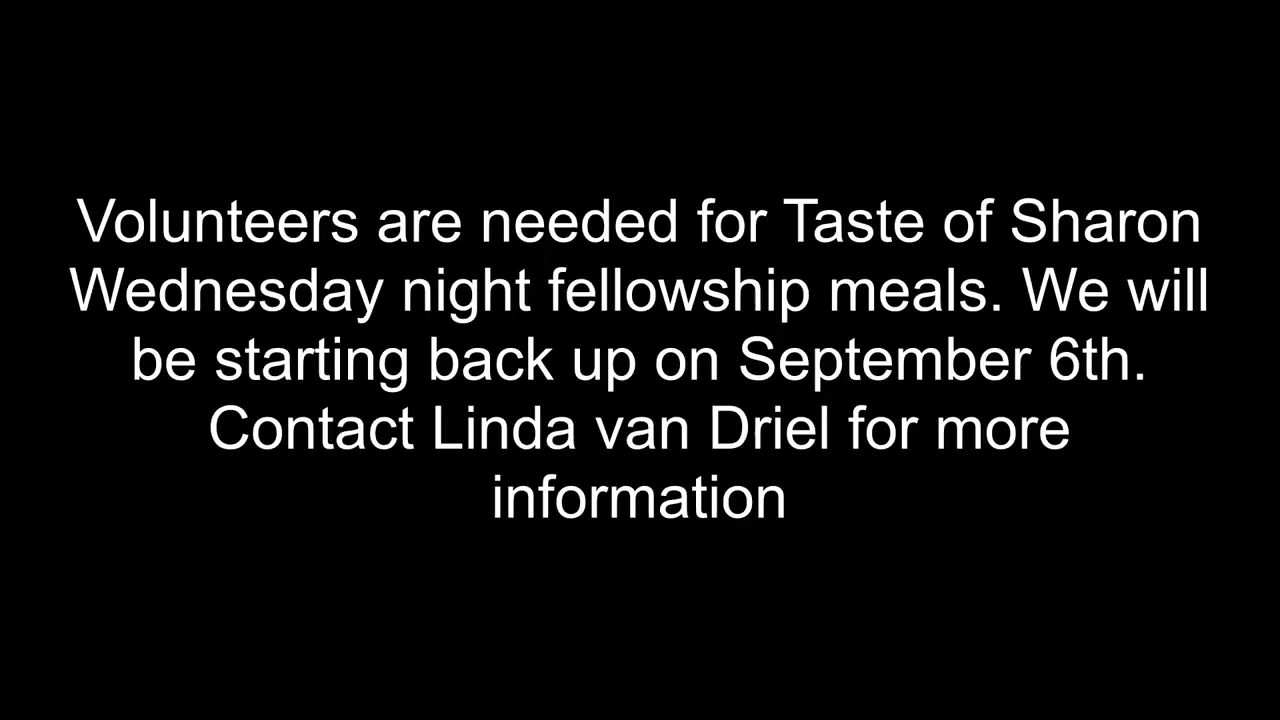 Volunteers are needed for Taste of Sharon
Wednesday night fellowship meals. We will
be starting back up on September 6th.
Contact Linda van Driel for more
information